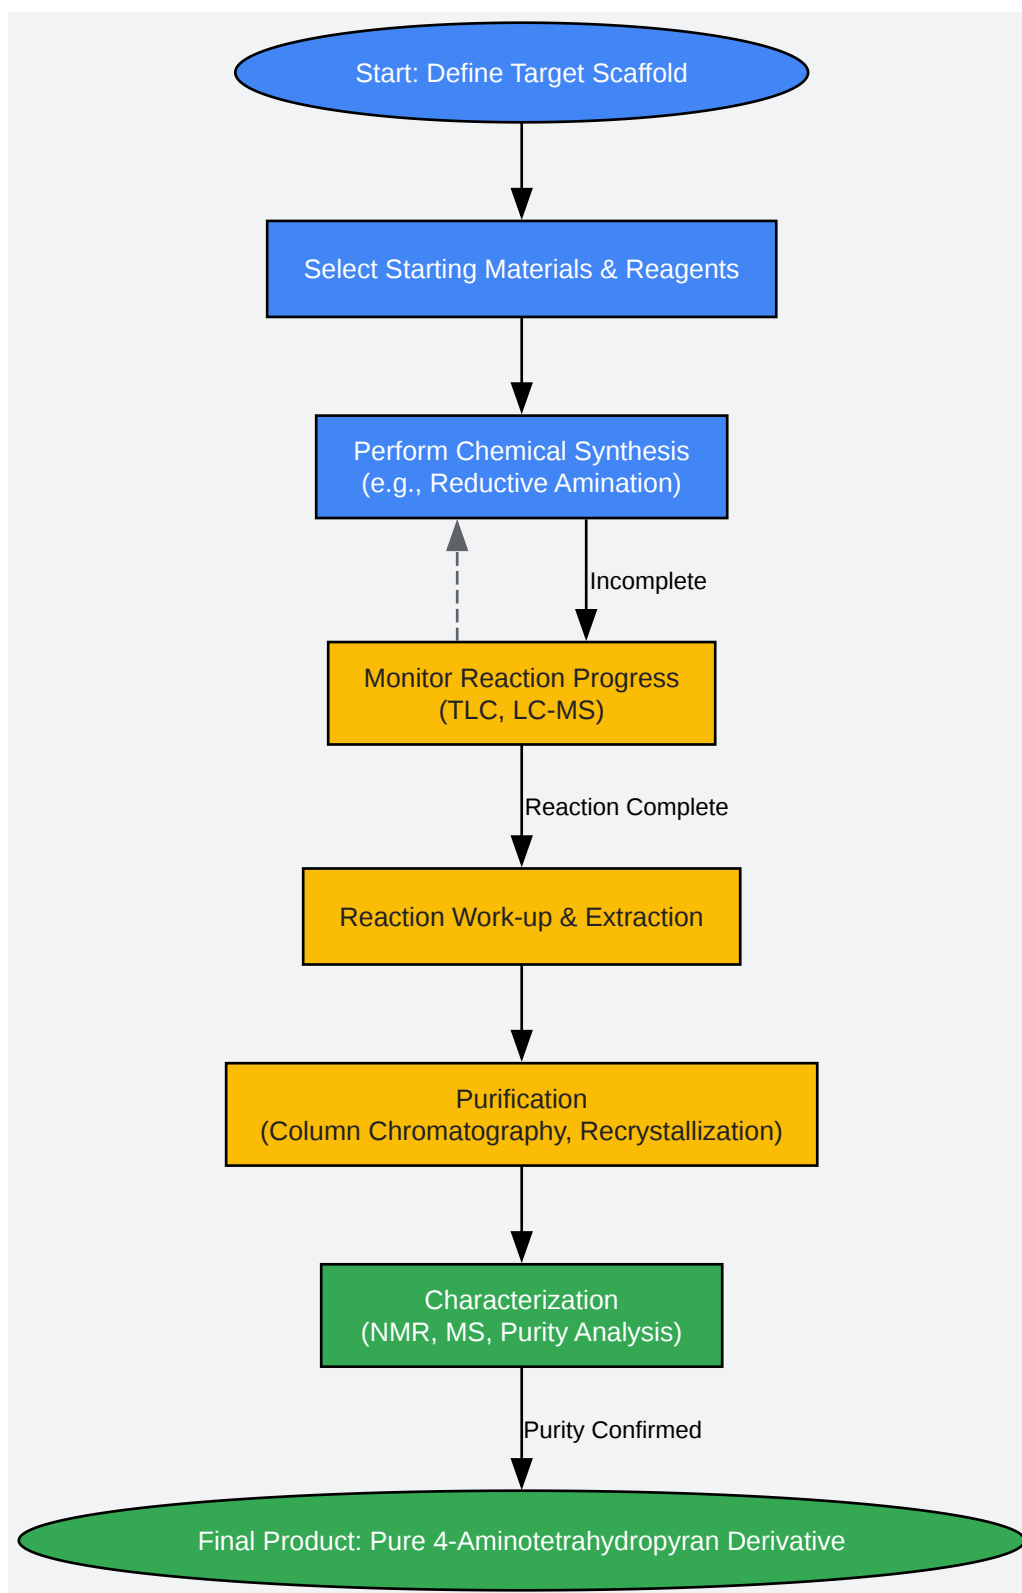 Start: Define Target Scaffold
Select Starting Materials & Reagents
Perform Chemical Synthesis
(e.g., Reductive Amination)
Incomplete
Monitor Reaction Progress
(TLC, LC-MS)
Reaction Complete
Reaction Work-up & Extraction
Purification
(Column Chromatography, Recrystallization)
Characterization
(NMR, MS, Purity Analysis)
Purity Confirmed
Final Product: Pure 4-Aminotetrahydropyran Derivative